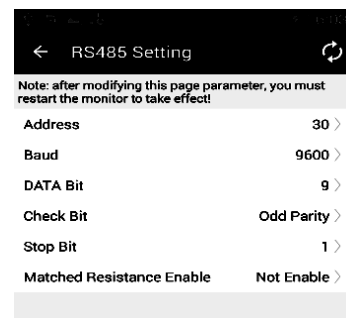 RS485 Setting
Note: after modifying this page parameter, you must
restart the monitor to take effect!
Address 30
Baud 9600
DATA Bit 9
Check Bit Odd Parity
Stop Bit 1
Matched Resistance Enable Not Enable